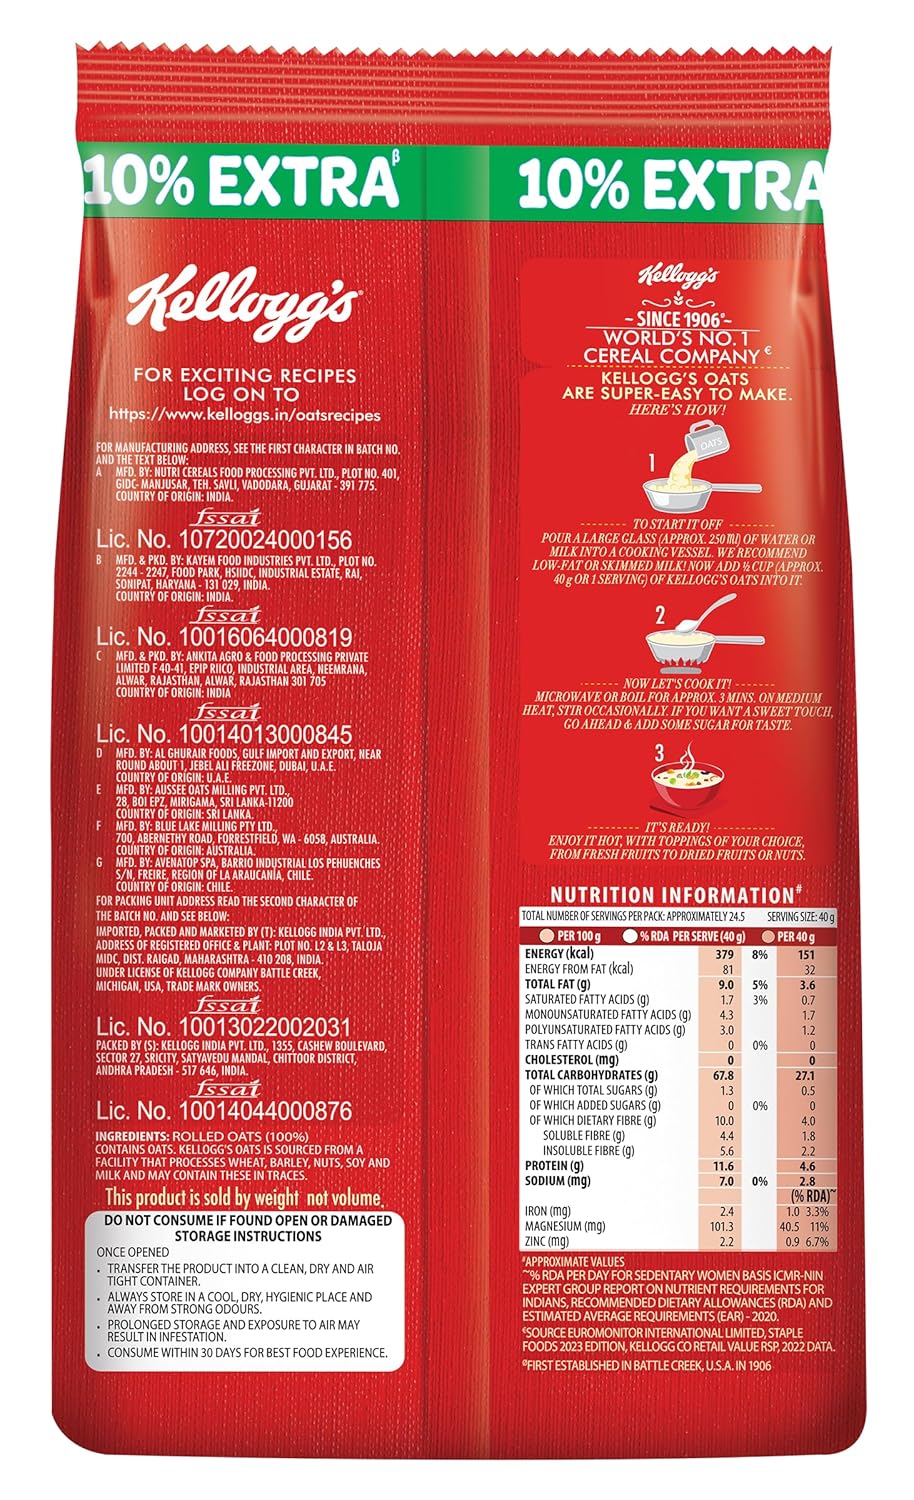 10% EXTRAᵝ
10% EXTRA
Kellogg's
FOR EXCITING RECIPES
LOG ON TO
https://www.kelloggs.in/oatsrecipes
FOR MANUFACTURING ADDRESS, SEE THE FIRST CHARACTER IN BATCH NO.
AND THE TEXT BELOW:
A MFD. BY: NUTRI CEREALS FOOD PROCESSING PVT. LTD., PLOT NO. 401,
GIDC- MANJUSAR, TEH. SAVLI, VADODARA, GUJARAT - 391 775.
COUNTRY OF ORIGIN: INDIA.
fssai
Lic. No. 10720024000156
B MFD. & PKD. BY: KAYEM FOOD INDUSTRIES PVT. LTD., PLOT NO.
2244 - 2247, FOOD PARK, HSIIDC, INDUSTRIAL ESTATE, RAI,
SONIPAT, HARYANA - 131 029, INDIA.
COUNTRY OF ORIGIN: INDIA.
fssai
Lic. No. 10016064000819
C MFD. & PKD. BY: ANKITA AGRO & FOOD PROCESSING PRIVATE
LIMITED F 40-41, EPIP RIICO, INDUSTRIAL AREA, NEEMRANA,
ALWAR, RAJASTHAN, ALWAR, RAJASTHAN 301 705
COUNTRY OF ORIGIN: INDIA
fssai
Lic. No. 10014013000845
D MFD. BY: AL GHURAIR FOODS, GULF IMPORT AND EXPORT, NEAR
ROUND ABOUT 1, JEBEL ALI FREEZONE, DUBAI, U.A.E.
COUNTRY OF ORIGIN: U.A.E.
E MFD. BY: AUSSEE OATS MILLING PVT. LTD.,
28, BOI EPZ, MIRIGAMA, SRI LANKA-11200
COUNTRY OF ORIGIN: SRI LANKA.
F MFD. BY: BLUE LAKE MILLING PTY LTD.,
700, ABERNETHY ROAD, FORRESTFIELD, WA - 6058, AUSTRALIA.
COUNTRY OF ORIGIN: AUSTRALIA.
G MFD. BY: AVENATOP SPA, BARRIO INDUSTRIAL LOS PEHUENCHES
S/N, FREIRE, REGION OF LA ARAUCANÍA, CHILE.
COUNTRY OF ORIGIN: CHILE.
FOR PACKING UNIT ADDRESS READ THE SECOND CHARACTER OF
THE BATCH NO. AND SEE BELOW:
IMPORTED, PACKED AND MARKETED BY (T): KELLOGG INDIA PVT. LTD.,
ADDRESS OF REGISTERED OFFICE & PLANT: PLOT NO. L2 & L3, TALOJA
MIDC, DIST. RAIGAD, MAHARASHTRA - 410 208, INDIA.
UNDER LICENSE OF KELLOGG COMPANY BATTLE CREEK,
MICHIGAN, USA, TRADE MARK OWNERS.
fssai
Lic. No. 10013022002031
PACKED BY (S): KELLOGG INDIA PVT. LTD., 1355, CASHEW BOULEVARD,
SECTOR 27, SRICITY, SATYAVEDU MANDAL, CHITTOOR DISTRICT,
ANDHRA PRADESH - 517 646, INDIA.
fssai
Lic. No. 10014044000876
INGREDIENTS: ROLLED OATS (100%)
CONTAINS OATS. KELLOGG'S OATS IS SOURCED FROM A
FACILITY THAT PROCESSES WHEAT, BARLEY, NUTS, SOY AND
MILK AND MAY CONTAIN THESE IN TRACES.
This product is sold by weight not volume.
DO NOT CONSUME IF FOUND OPEN OR DAMAGED
STORAGE INSTRUCTIONS
ONCE OPENED
• TRANSFER THE PRODUCT INTO A CLEAN, DRY AND AIR
TIGHT CONTAINER.
• ALWAYS STORE IN A COOL, DRY, HYGIENIC PLACE AND
AWAY FROM STRONG ODOURS.
• PROLONGED STORAGE AND EXPOSURE TO AIR MAY
RESULT IN INFESTATION.
• CONSUME WITHIN 30 DAYS FOR BEST FOOD EXPERIENCE.
Kellogg's
~ SINCE 1906ᶲ ~
WORLD'S NO. 1
CEREAL COMPANY €
KELLOGG'S OATS
ARE SUPER-EASY TO MAKE.
HERE'S HOW!
OATS
1
TO START IT OFF
POUR A LARGE GLASS (APPROX. 250 ml) OF WATER OR
MILK INTO A COOKING VESSEL. WE RECOMMEND
LOW-FAT OR SKIMMED MILK! NOW ADD ½ CUP (APPROX.
40 g OR 1 SERVING) OF KELLOGG'S OATS INTO IT.
2
NOW LET'S COOK IT!
MICROWAVE OR BOIL FOR APPROX. 3 MINS. ON MEDIUM
HEAT, STIR OCCASIONALLY. IF YOU WANT A SWEET TOUCH,
GO AHEAD & ADD SOME SUGAR FOR TASTE.
3
IT'S READY!
ENJOY IT HOT, WITH TOPPINGS OF YOUR CHOICE,
FROM FRESH FRUITS TO DRIED FRUITS OR NUTS.
NUTRITION INFORMATION#
TOTAL NUMBER OF SERVINGS PER PACK: APPROXIMATELY 24.5 SERVING SIZE: 40 g
PER 100 g % RDA PER SERVE (40 g) PER 40 g
ENERGY (kcal) 379 8% 151
ENERGY FROM FAT (kcal) 81 32
TOTAL FAT (g) 9.0 5% 3.6
SATURATED FATTY ACIDS (g) 1.7 3% 0.7
MONOUNSATURATED FATTY ACIDS (g) 4.3 1.7
POLYUNSATURATED FATTY ACIDS (g) 3.0 1.2
TRANS FATTY ACIDS (g) 0 0% 0
CHOLESTEROL (mg) 0 0
TOTAL CARBOHYDRATES (g) 67.8 27.1
OF WHICH TOTAL SUGARS (g) 1.3 0.5
OF WHICH ADDED SUGARS (g) 0 0% 0
OF WHICH DIETARY FIBRE (g) 10.0 4.0
SOLUBLE FIBRE (g) 4.4 1.8
INSOLUBLE FIBRE (g) 5.6 2.2
PROTEIN (g) 11.6 4.6
SODIUM (mg) 7.0 0% 2.8
(% RDA)~
IRON (mg) 2.4 1.0 3.3%
MAGNESIUM (mg) 101.3 40.5 11%
ZINC (mg) 2.2 0.9 6.7%
#APPROXIMATE VALUES
~% RDA PER DAY FOR SEDENTARY WOMEN BASIS ICMR-NIN
EXPERT GROUP REPORT ON NUTRIENT REQUIREMENTS FOR
INDIANS, RECOMMENDED DIETARY ALLOWANCES (RDA) AND
ESTIMATED AVERAGE REQUIREMENTS (EAR) - 2020.
€SOURCE EUROMONITOR INTERNATIONAL LIMITED, STAPLE
FOODS 2023 EDITION, KELLOGG CO RETAIL VALUE RSP, 2022 DATA.
ᶲFIRST ESTABLISHED IN BATTLE CREEK, U.S.A. IN 1906